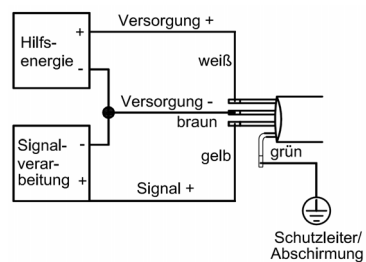 Versorgung +
Hilfs-
energie
+
-
weiß
Versorgung -
braun
Signal-
verar-
beitung
-
+
gelb
grün
Signal +
Schutzleiter/
Abschirmung